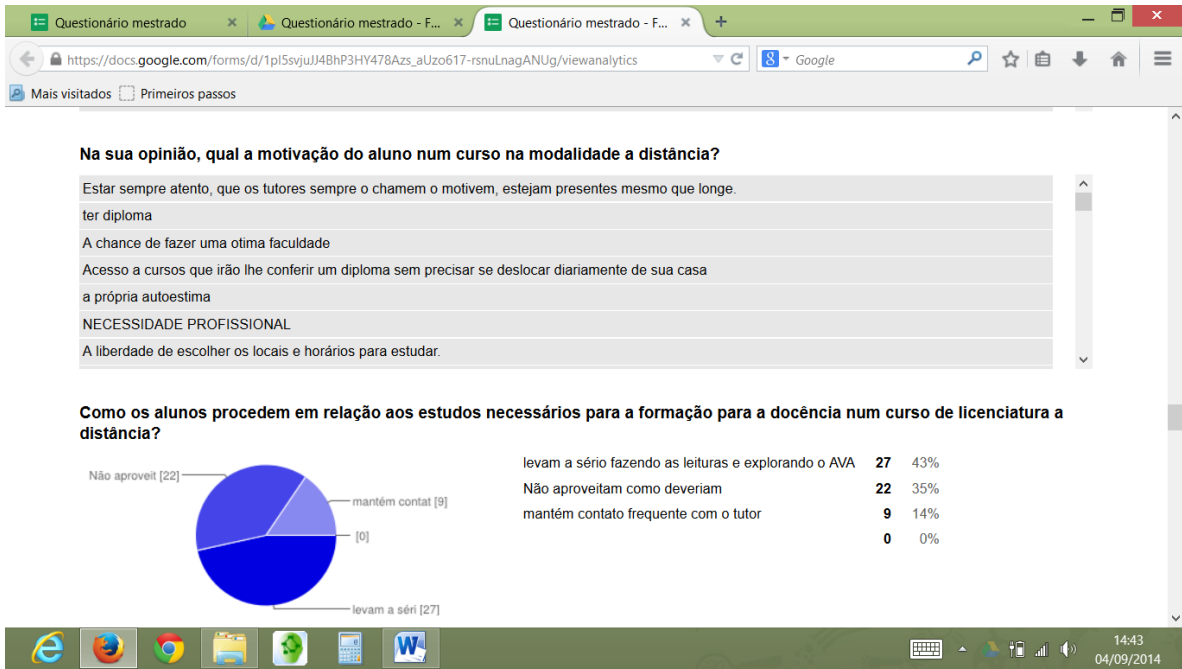 Questionário mestrado
Questionário mestrado - F...
Questionário mestrado - F...
https://docs.google.com/forms/d/1pI5svjuJJ4BhP3HY478Azs_aUzo617-rsnuLnagANUg/viewanalytics
Google
Mais visitados Primeiros passos
Na sua opinião, qual a motivação do aluno num curso na modalidade a distância?
Estar sempre atento, que os tutores sempre o chamem o motivem, estejam presentes mesmo que longe.
ter diploma
A chance de fazer uma otima faculdade
Acesso a cursos que irão lhe conferir um diploma sem precisar se deslocar diariamente de sua casa
a própria autoestima
NECESSIDADE PROFISSIONAL
A liberdade de escolher os locais e horários para estudar.
Como os alunos procedem em relação aos estudos necessários para a formação para a docência num curso de licenciatura a
distância?
Não aproveit [22]
mantém contat [9]
[0]
levam a séri [27]
levam a sério fazendo as leituras e explorando o AVA 27 43%
Não aproveitam como deveriam 22 35%
mantém contato frequente com o tutor 9 14%
0 0%
14:43
04/09/2014